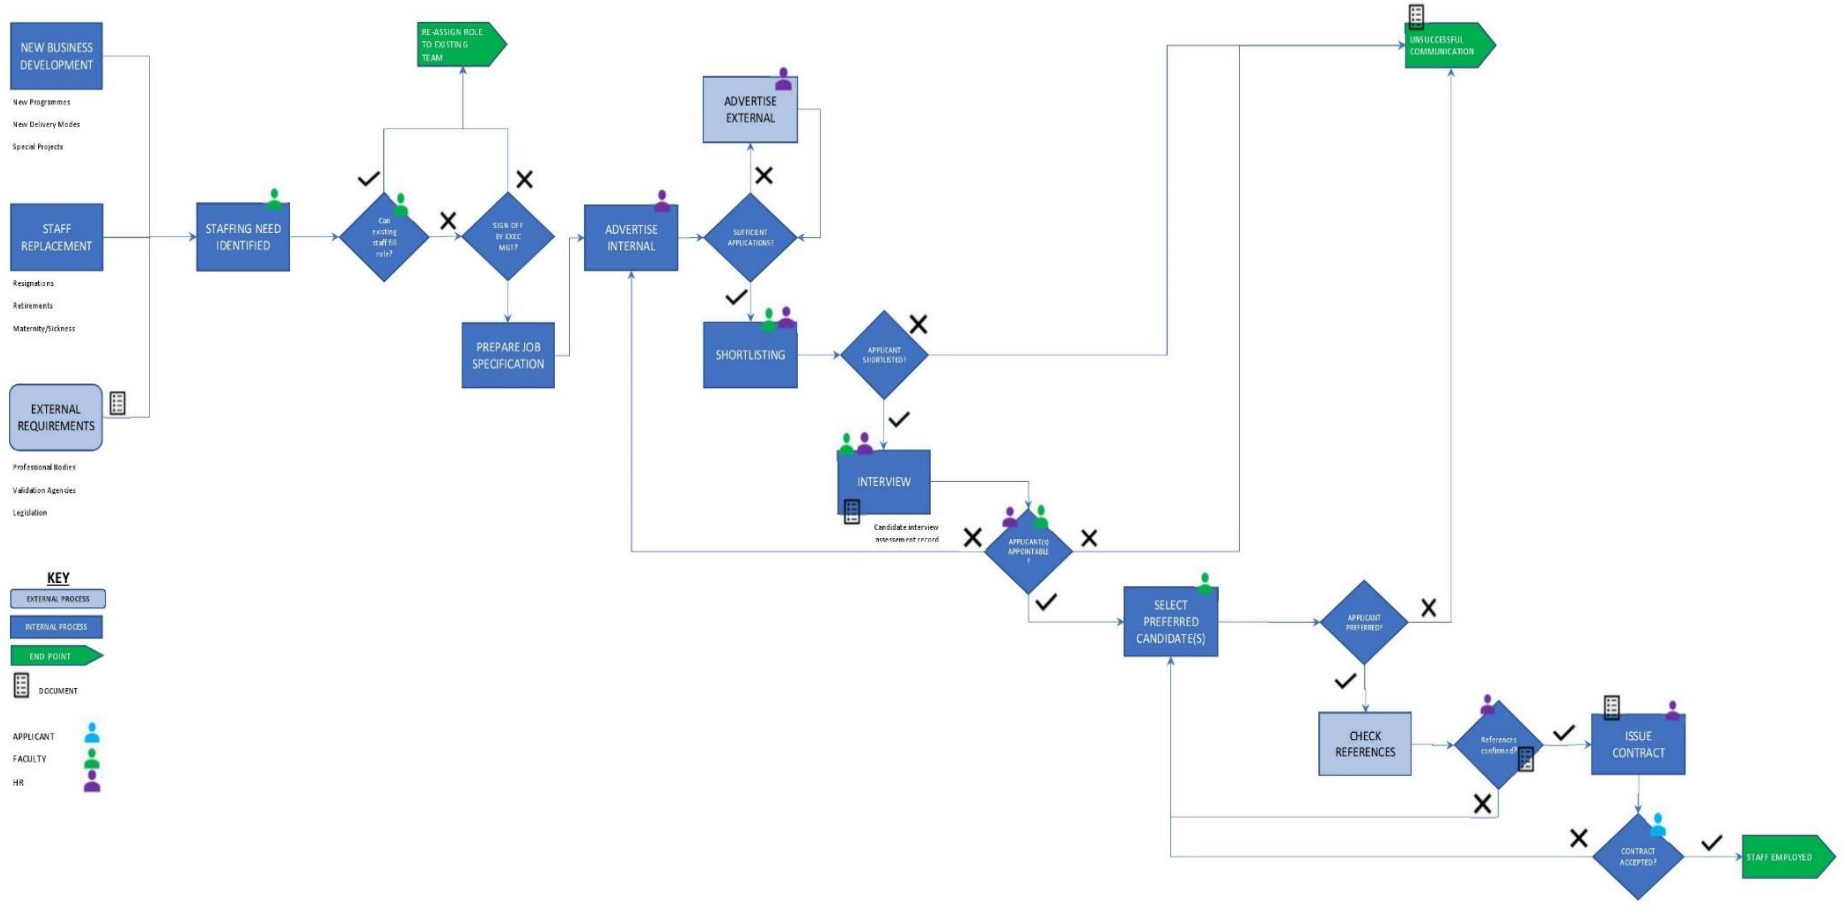 NEW BUSINESS
DEVELOPMENT
New Programmes
New Delivery Modes
Special Projects
STAFF
REPLACEMENT
Resignations
Retirements
Maternity/Sickness
EXTERNAL
REQUIREMENTS
Professional Bodies
Validation Agencies
Legislation
STAFFING NEED
IDENTIFIED
Can
existing
staff fill
role?
RE-ASSIGN ROLE
TO EXISTING
TEAM
SIGN OFF
BY EXEC
MGT?
PREPARE JOB
SPECIFICATION
ADVERTISE
INTERNAL
ADVERTISE
EXTERNAL
SUFFICIENT
APPLICATIONS?
SHORTLISTING
APPLICANT
SHORTLISTED?
INTERVIEW
Candidate interview
assessement record
APPLICANT(S)
APPOINTABLE
?
UNSUCCESSFUL
COMMUNICATION
SELECT
PREFERRED
CANDIDATE(S)
APPLICANT
PREFERRED?
CHECK
REFERENCES
References
confirmed?
ISSUE
CONTRACT
CONTRACT
ACCEPTED?
STAFF EMPLOYED
KEY
EXTERNAL PROCESS
INTERNAL PROCESS
END POINT
DOCUMENT
APPLICANT
FACULTY
HR